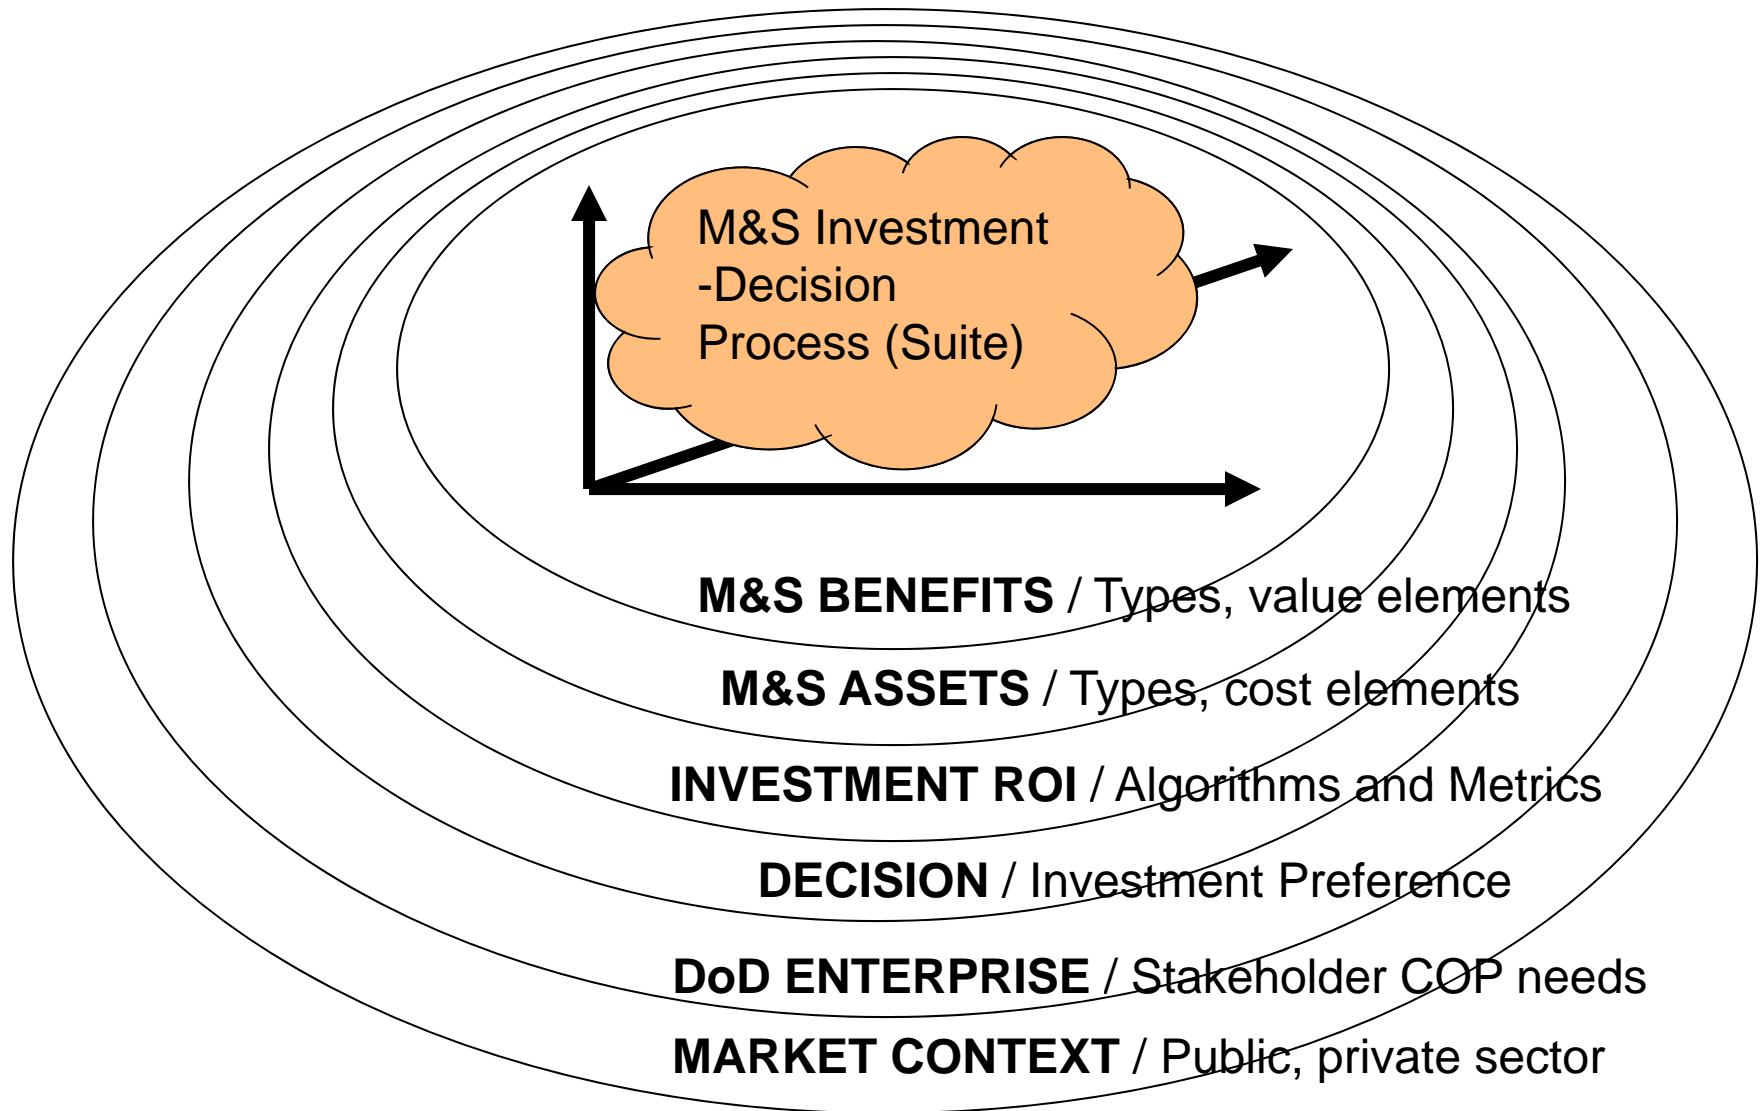 M&S Investment
-Decision
Process (Suite)
M&S BENEFITS / Types, value elements
M&S ASSETS / Types, cost elements
INVESTMENT ROI / Algorithms and Metrics
DECISION / Investment Preference
DoD ENTERPRISE / Stakeholder COP needs
MARKET CONTEXT / Public, private sector